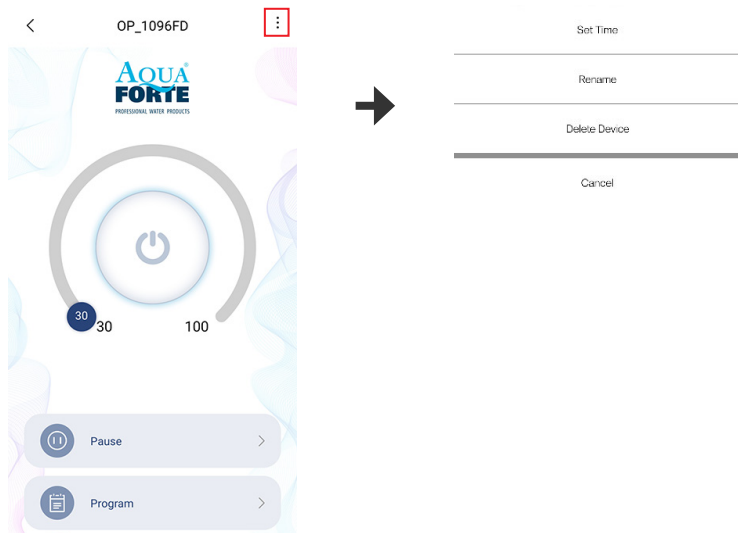 OP_1096FD
AQUA
FORTE
PROFESSIONAL WATER PRODUCTS
30
30
100
Pause
Program
Set Time
Rename
Delete Device
Cancel